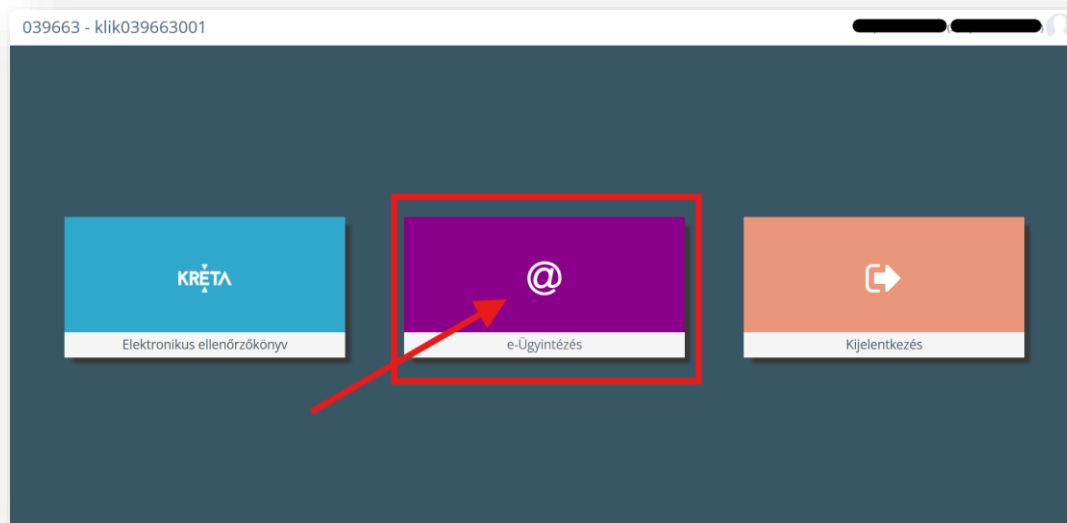 039663 - klik039663001
KRÉTA
@
Elektronikus ellenőrzőkönyv
e-Ügyintézés
Kijelentkezés